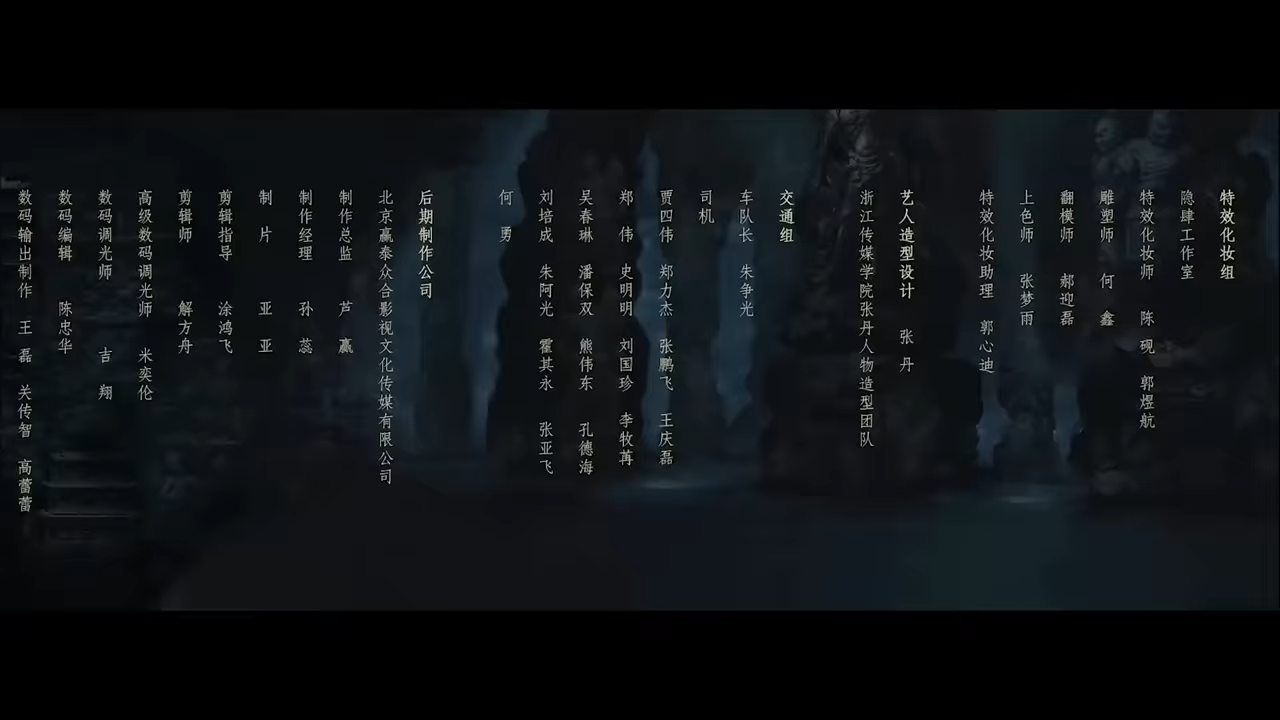 特效化妆组
隐肆工作室
特效化妆师 陈 砚 郭煜航
雕塑师 何 鑫
翻模师 郝迎磊
上色师 张梦雨
特效化妆助理 郭心迪
艺人造型设计 张 丹
浙江传媒学院张丹人物造型团队
交通组
车队长 朱争光
司机
贾四伟 郑力杰 张鹏飞 王庆磊
郑 伟 史明明 刘国珍 李牧苒
吴春琳 潘保双 熊伟东 孔德海
刘培成 朱阿光 霍其永 张亚飞
何 勇
后期制作公司
北京赢泰众合影视文化传媒有限公司
制作总监 芦 赢
制作经理 孙 蕊
制 片 亚 亚
剪辑指导 涂鸿飞
剪辑师 解方舟
高级数码调光师 米奕伦
数码调光师 吉 翔
数码编辑 陈忠华
数码输出制作 王 磊 关传智 高蕾蕾